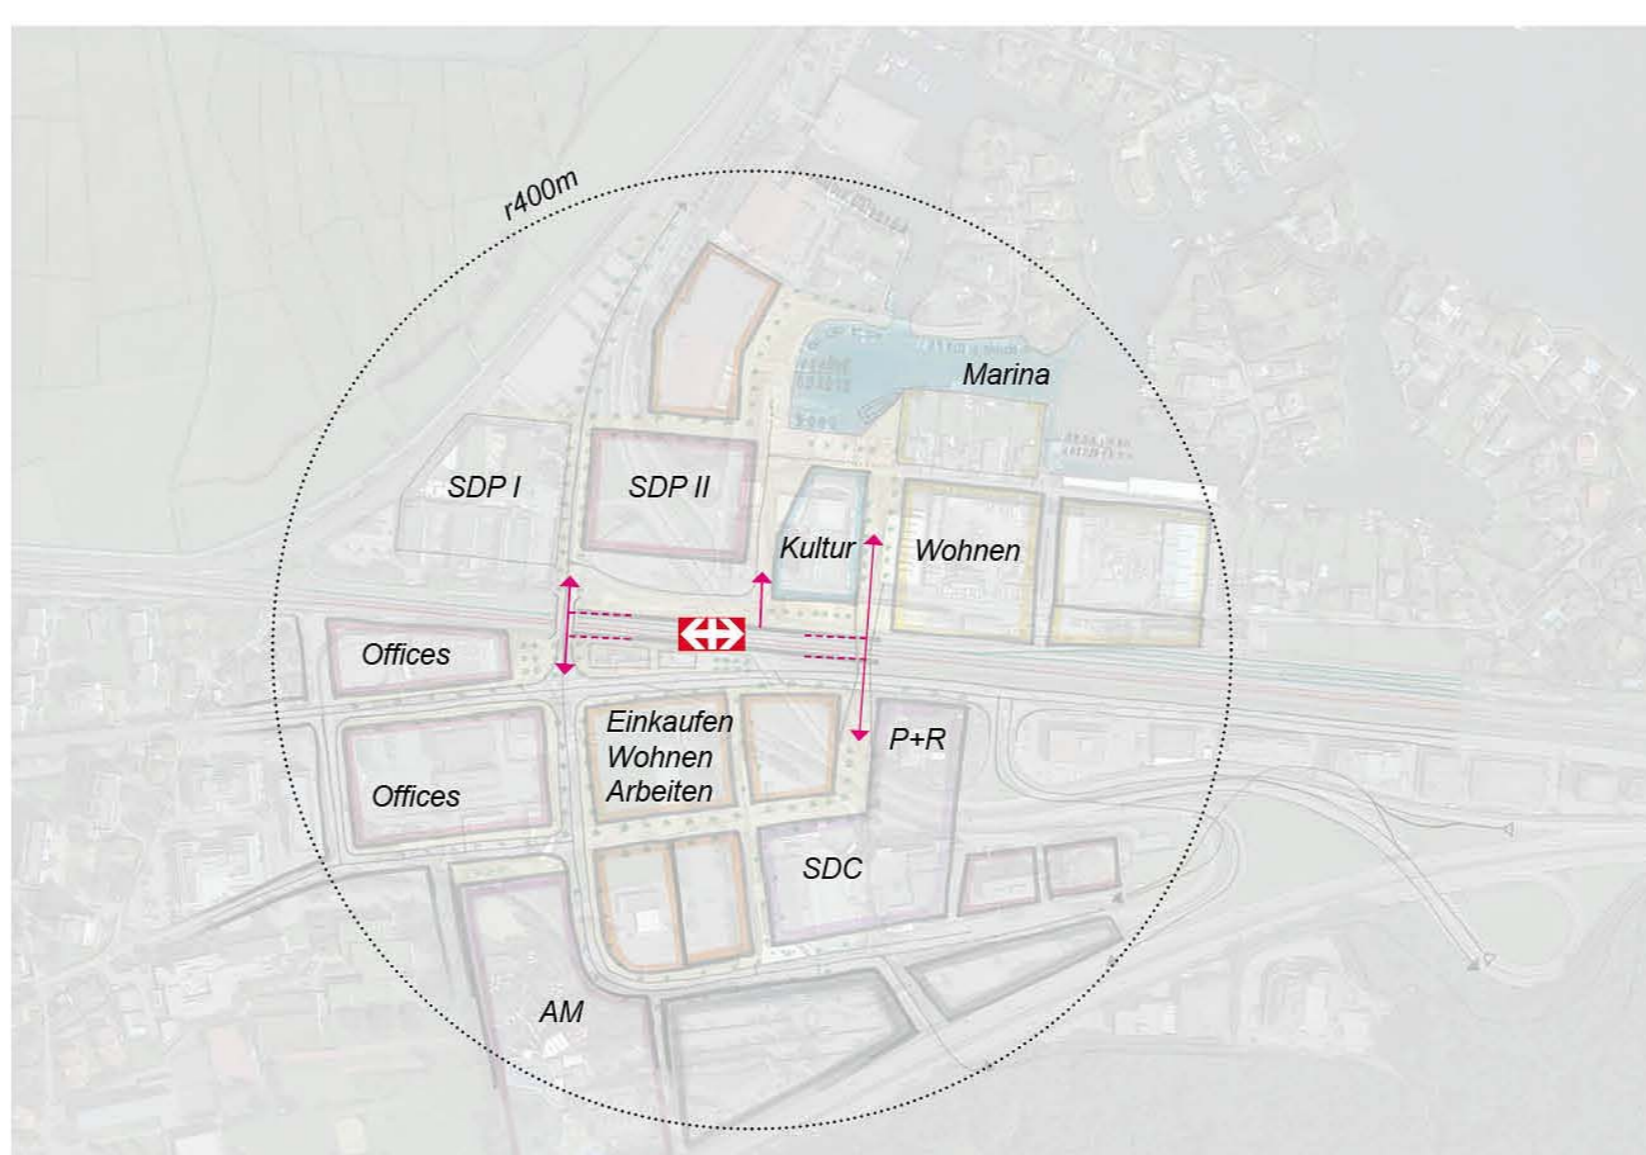 r400m
Marina
SDP I
SDP II
Kultur
Wohnen
Offices
Einkaufen
Wohnen
Arbeiten
P+R
Offices
SDC
AM